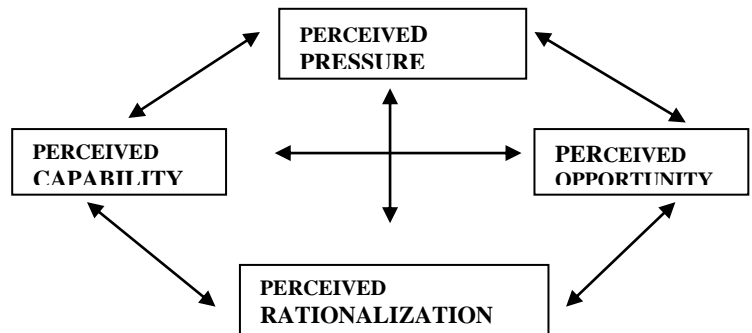 PERCEIVED
PRESSURE
PERCEIVED
CAPABILITY
PERCEIVED
OPPORTUNITY
PERCEIVED
RATIONALIZATION